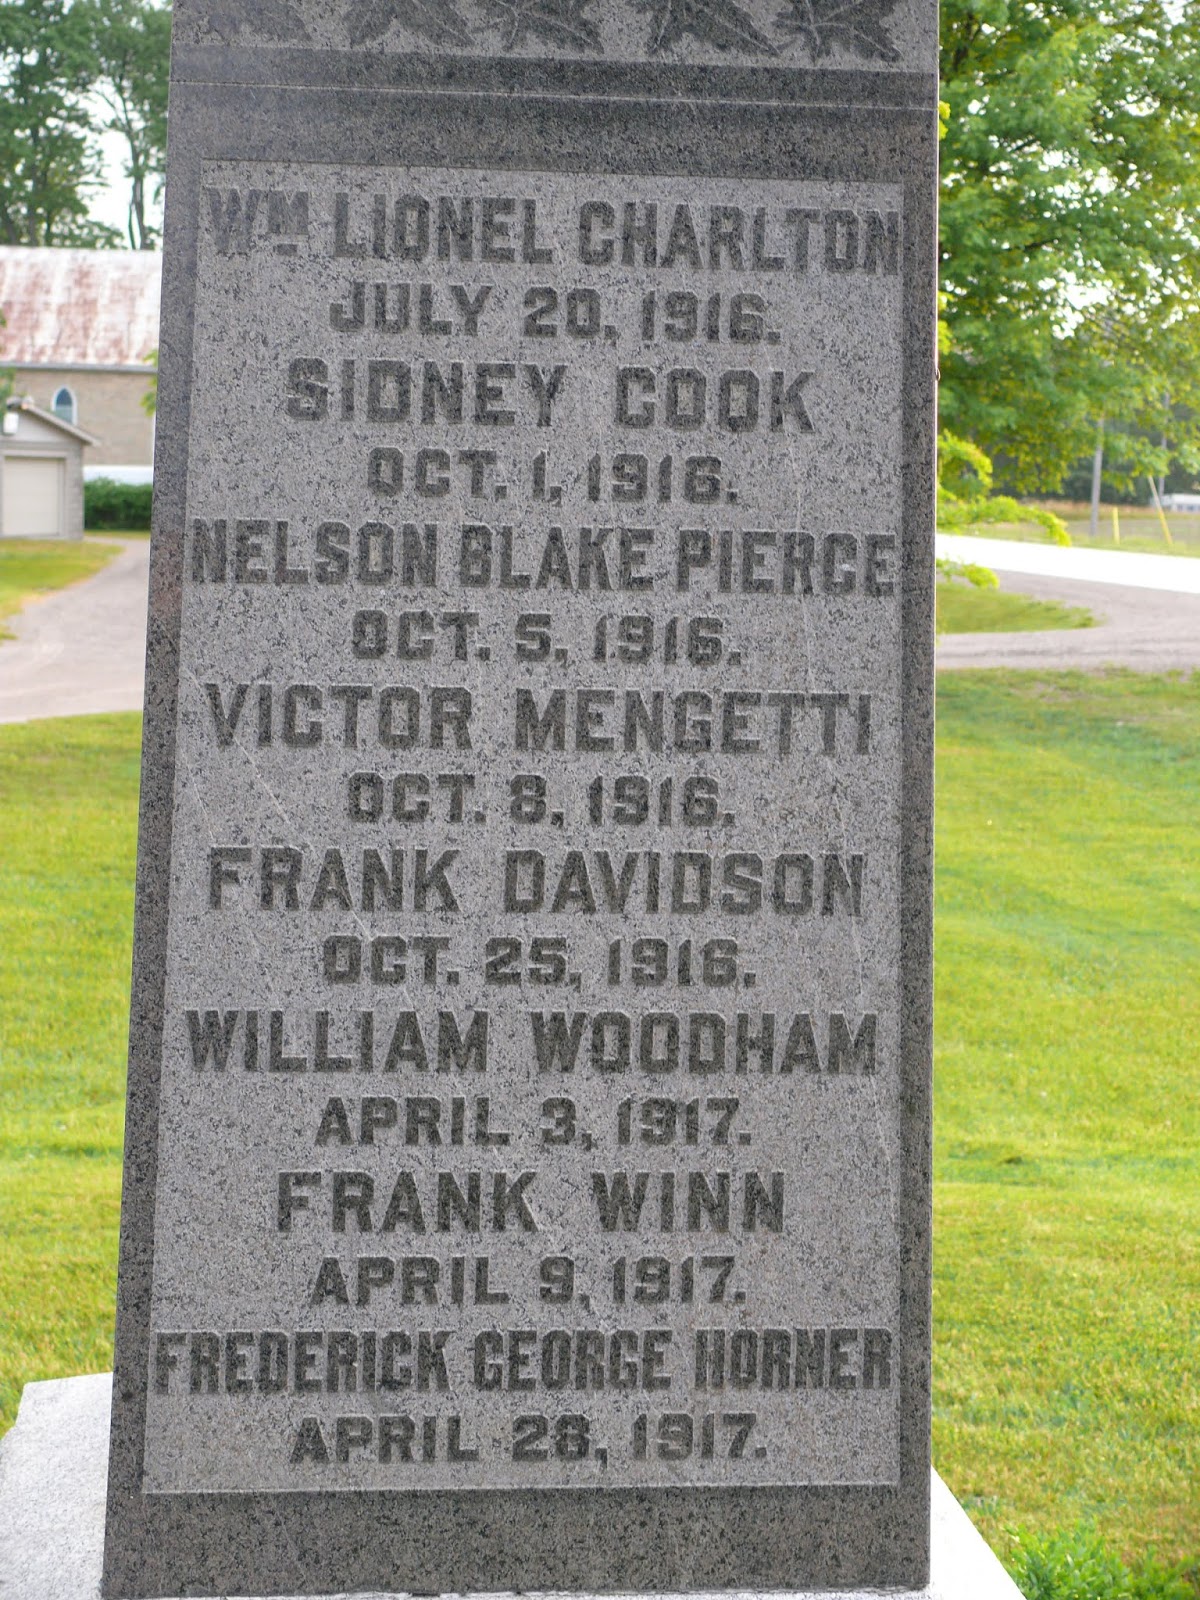 Wᴹ LIONEL CHARLTON
JULY 20, 1916.
SIDNEY COOK
OCT. 1, 1916.
NELSON BLAKE PIERCE
OCT. 5, 1916.
VICTOR MENGETTI
OCT. 8, 1916.
FRANK DAVIDSON
OCT. 25, 1916.
WILLIAM WOODHAM
APRIL 3, 1917.
FRANK WINN
APRIL 9, 1917.
FREDERICK GEORGE HORNER
APRIL 28, 1917.